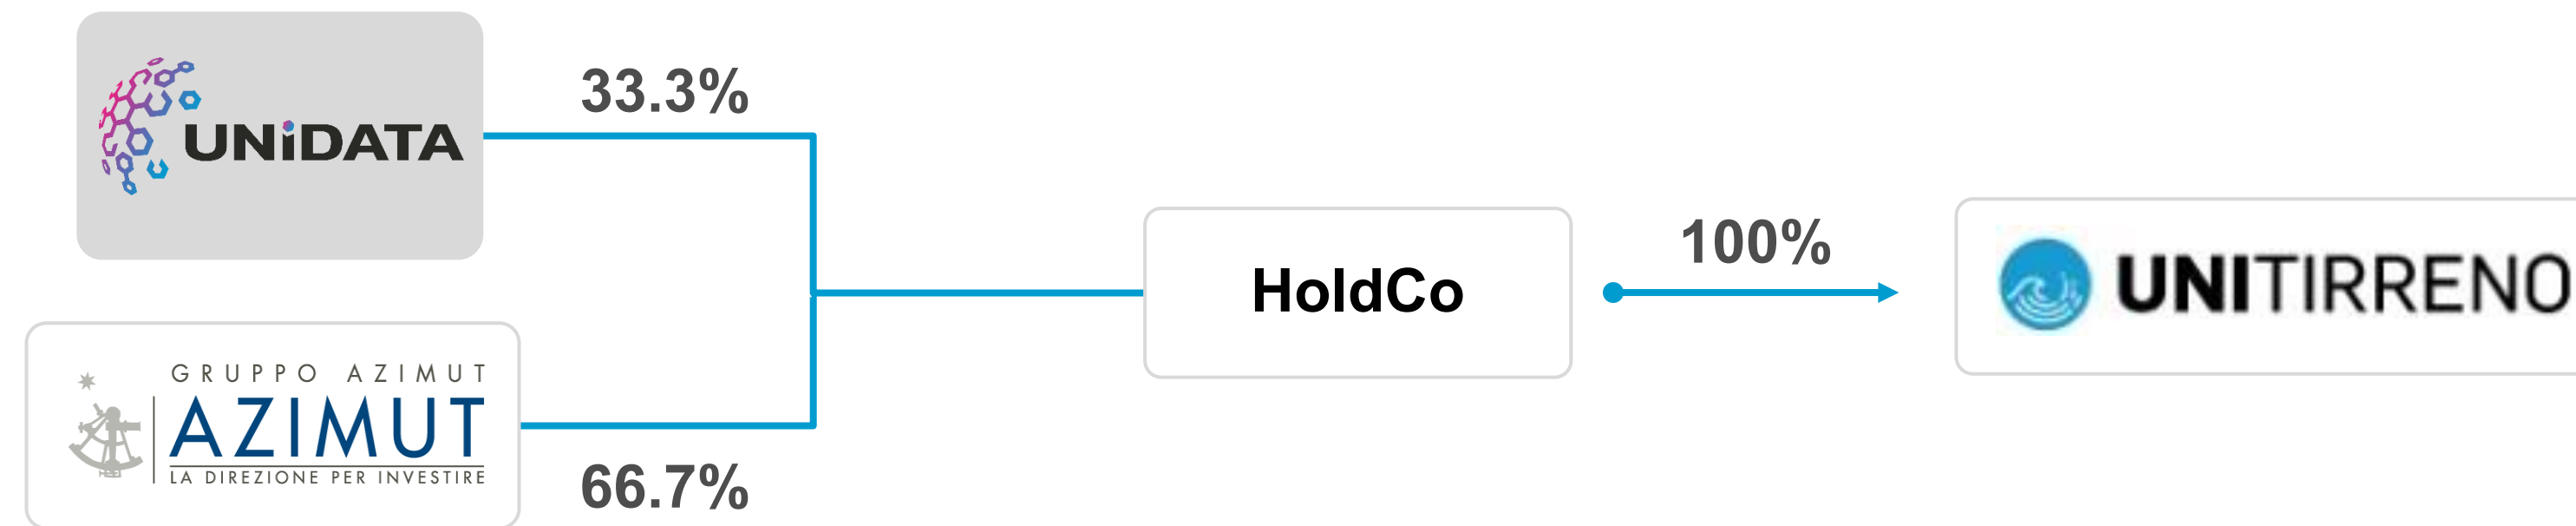 UNiDATA
33.3%
GRUPPO AZIMUT
AZIMUT
LA DIREZIONE PER INVESTIRE
66.7%
HoldCo
100%
UNITIRRENO